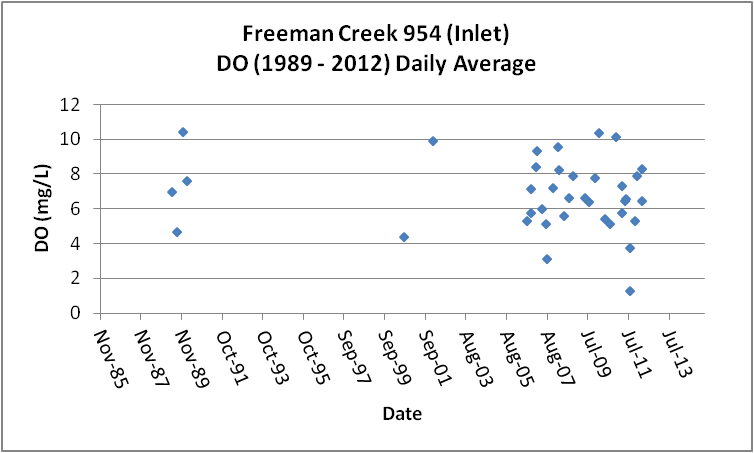 Freeman Creek 954 (Inlet)
DO (1989 - 2012) Daily Average
DO (mg/L)
12
10
8
6
4
2
0
Nov-85
Nov-87
Nov-89
Oct-91
Oct-93
Oct-95
Sep-97
Sep-99
Sep-01
Aug-03
Aug-05
Aug-07
Jul-09
Jul-11
Jul-13
Date